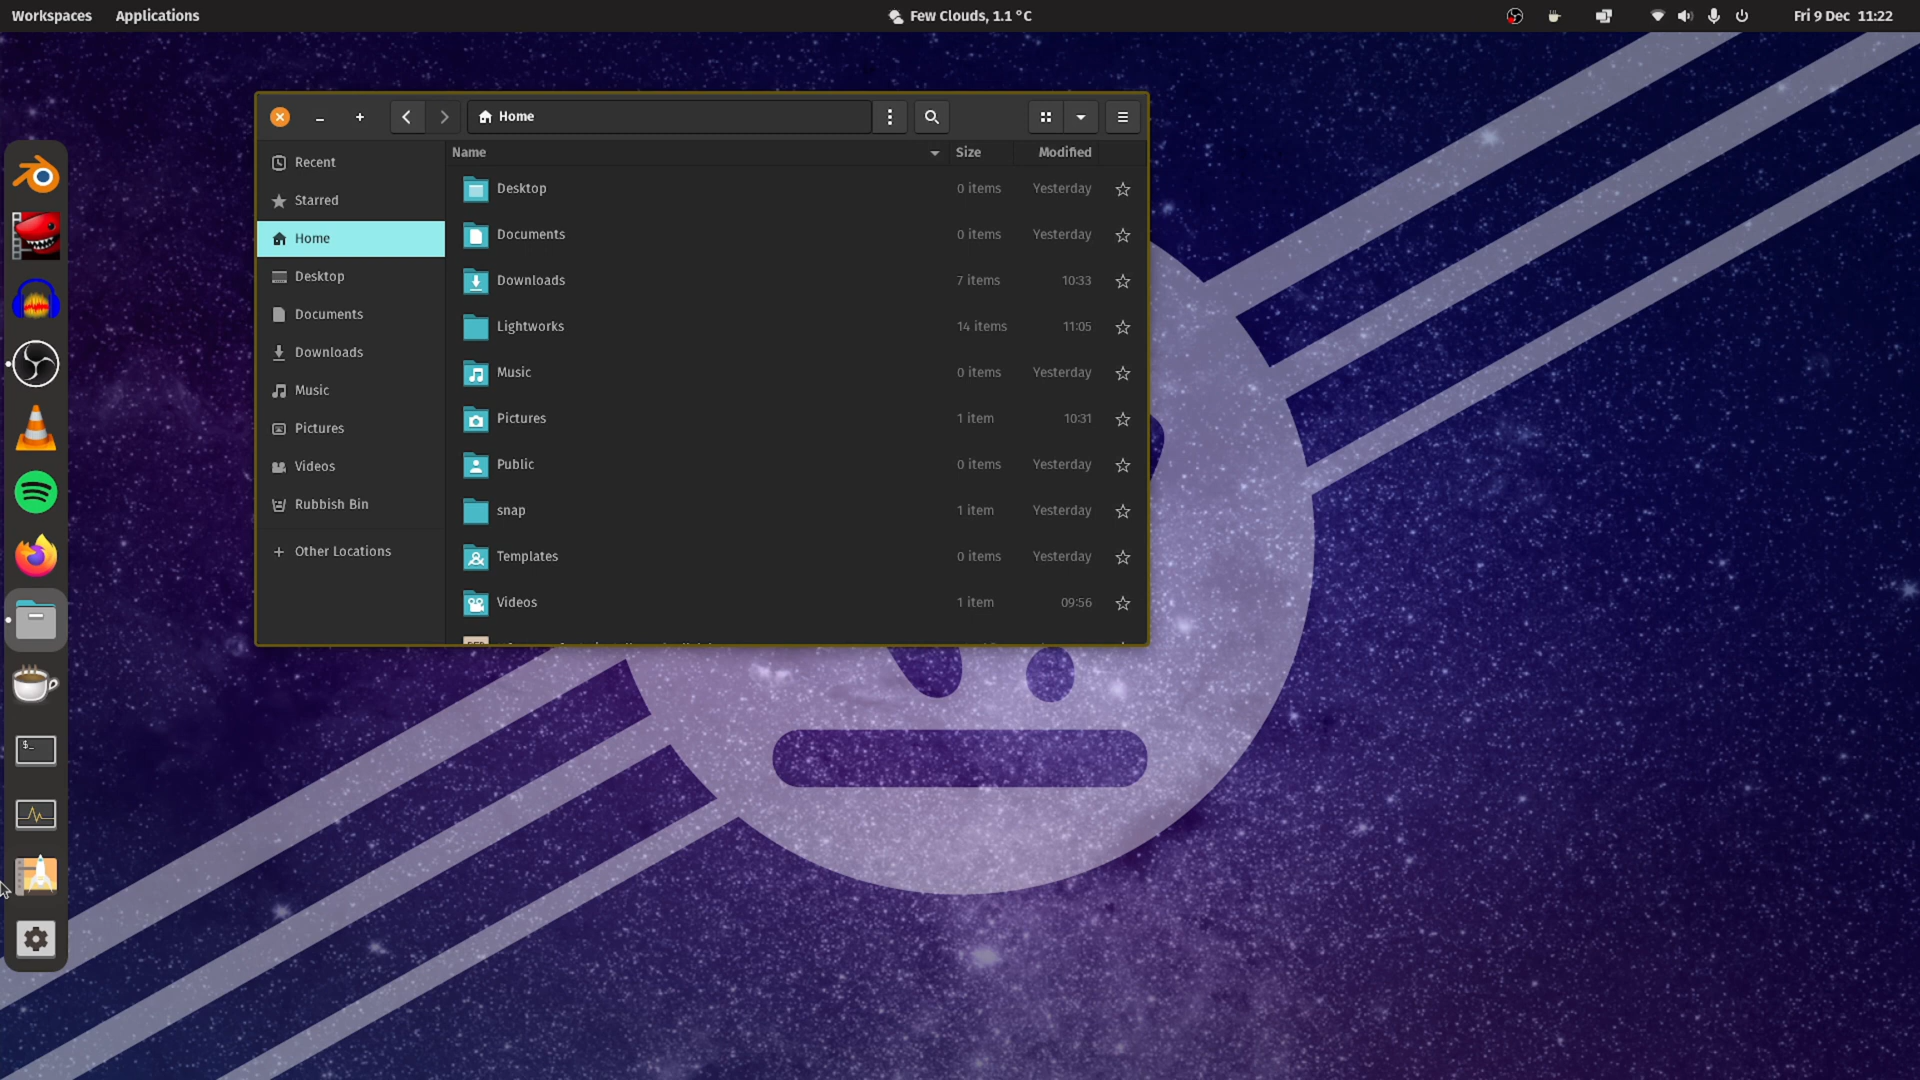 Workspaces Applications Few Clouds, 1.1 °C Fri 9 Dec 11:22
Home
Name Size Modified
Recent
Starred
Home
Desktop
Documents
Downloads
Music
Pictures
Videos
Rubbish Bin
Other Locations
Desktop 0 items Yesterday
Documents 0 items Yesterday
Downloads 7 items 10:33
Lightworks 14 items 11:05
Music 0 items Yesterday
Pictures 1 item 10:31
Public 0 items Yesterday
snap 1 item Yesterday
Templates 0 items Yesterday
Videos 1 item 09:56
$_